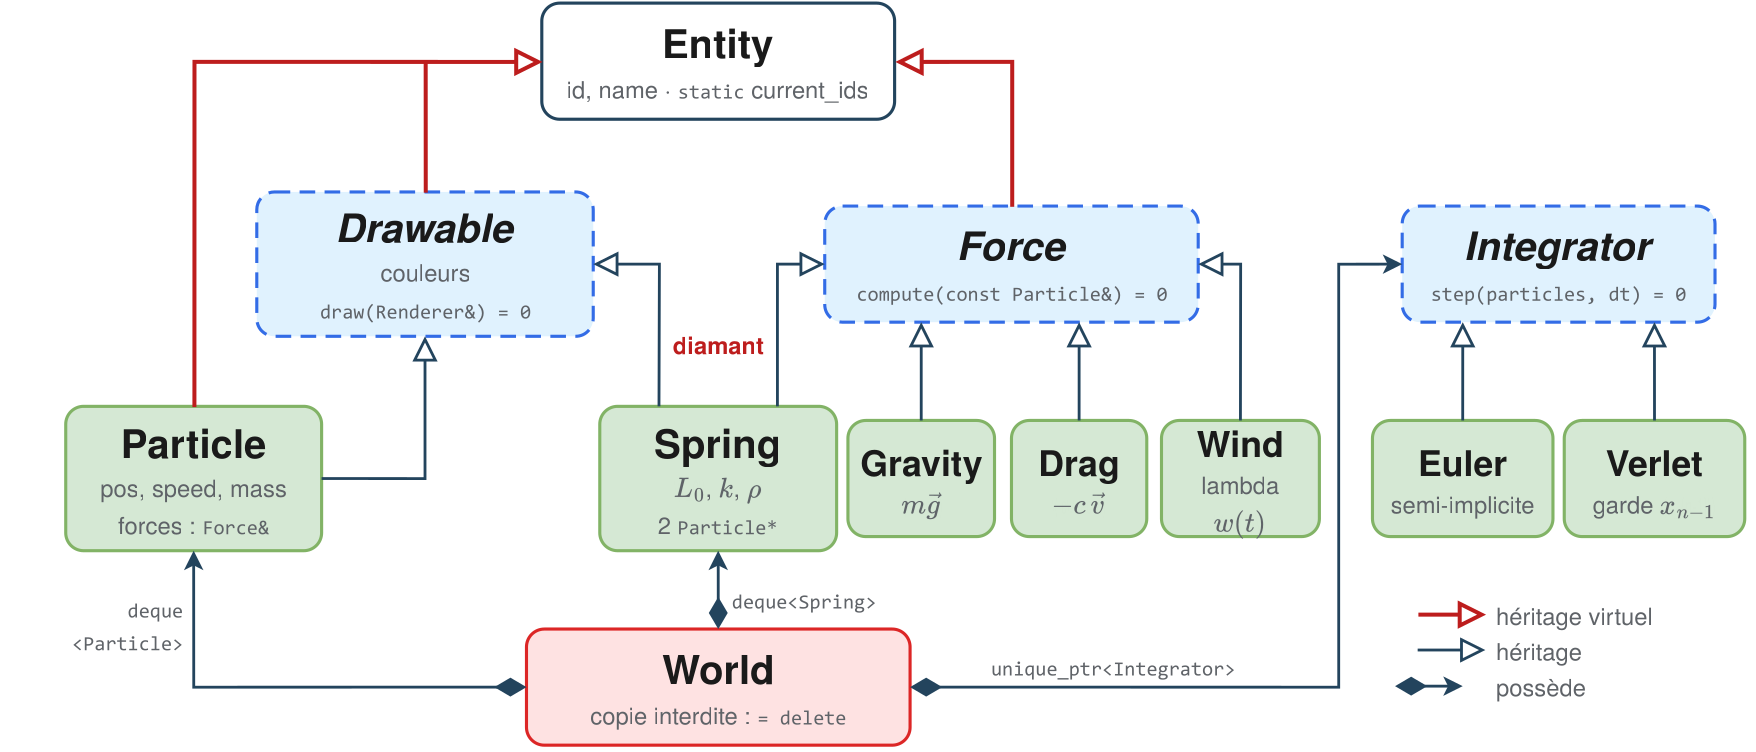 Entity
id, name · static current_ids
Drawable
couleurs
draw(Renderer&) = 0
Force
compute(const Particle&) = 0
Integrator
step(particles, dt) = 0
diamant
Particle
pos, speed, mass
forces : Force&
Spring
L₀, k, ρ
2 Particle*
Gravity
mg⃗
Drag
−c v⃗
Wind
lambda
w(t)
Euler
semi-implicite
Verlet
garde xₙ₋₁
deque
<Particle>
deque<Spring>
World
copie interdite : = delete
unique_ptr<Integrator>
héritage virtuel
héritage
possède